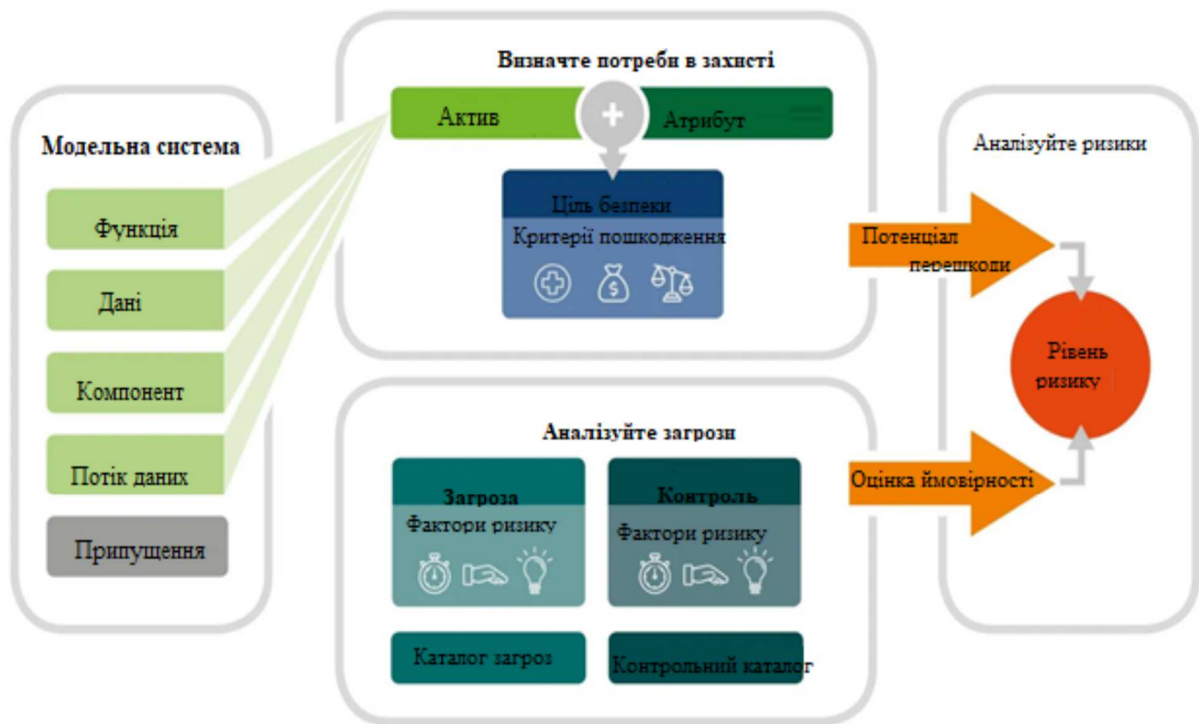 Модельна система
Функція
Дані
Компонент
Потік даних
Припущення
Визначте потреби в захисті
Актив
+
Атрибут
Ціль безпеки
Критерії пошкодження
$
Аналізуйте загрози
Загроза
Фактори ризику
Контроль
Фактори ризику
Каталог загроз
Контрольний каталог
Потенціал
перешкоди
Оцінка ймовірності
Аналізуйте ризики
Рівень
ризику